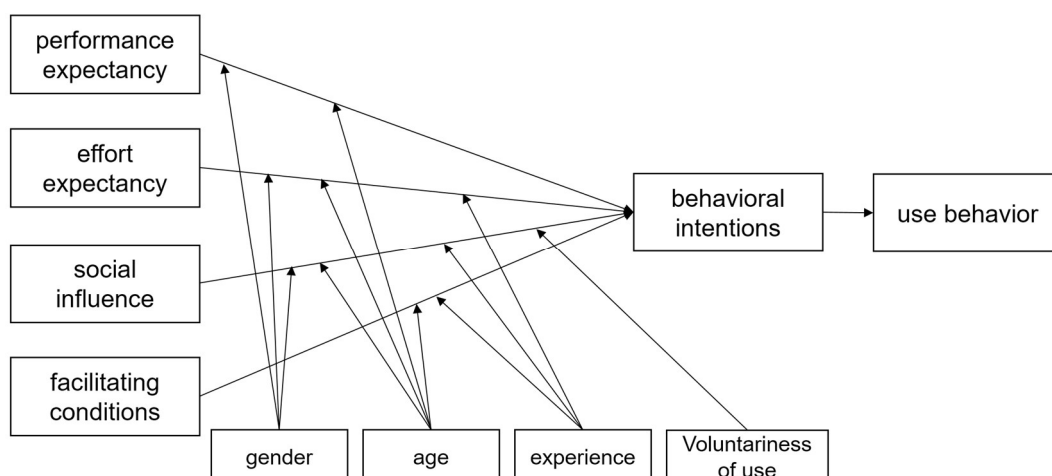 performance
expectancy
effort
expectancy
social
influence
facilitating
conditions
behavioral
intentions
use behavior
gender
age
experience
Voluntariness
of use